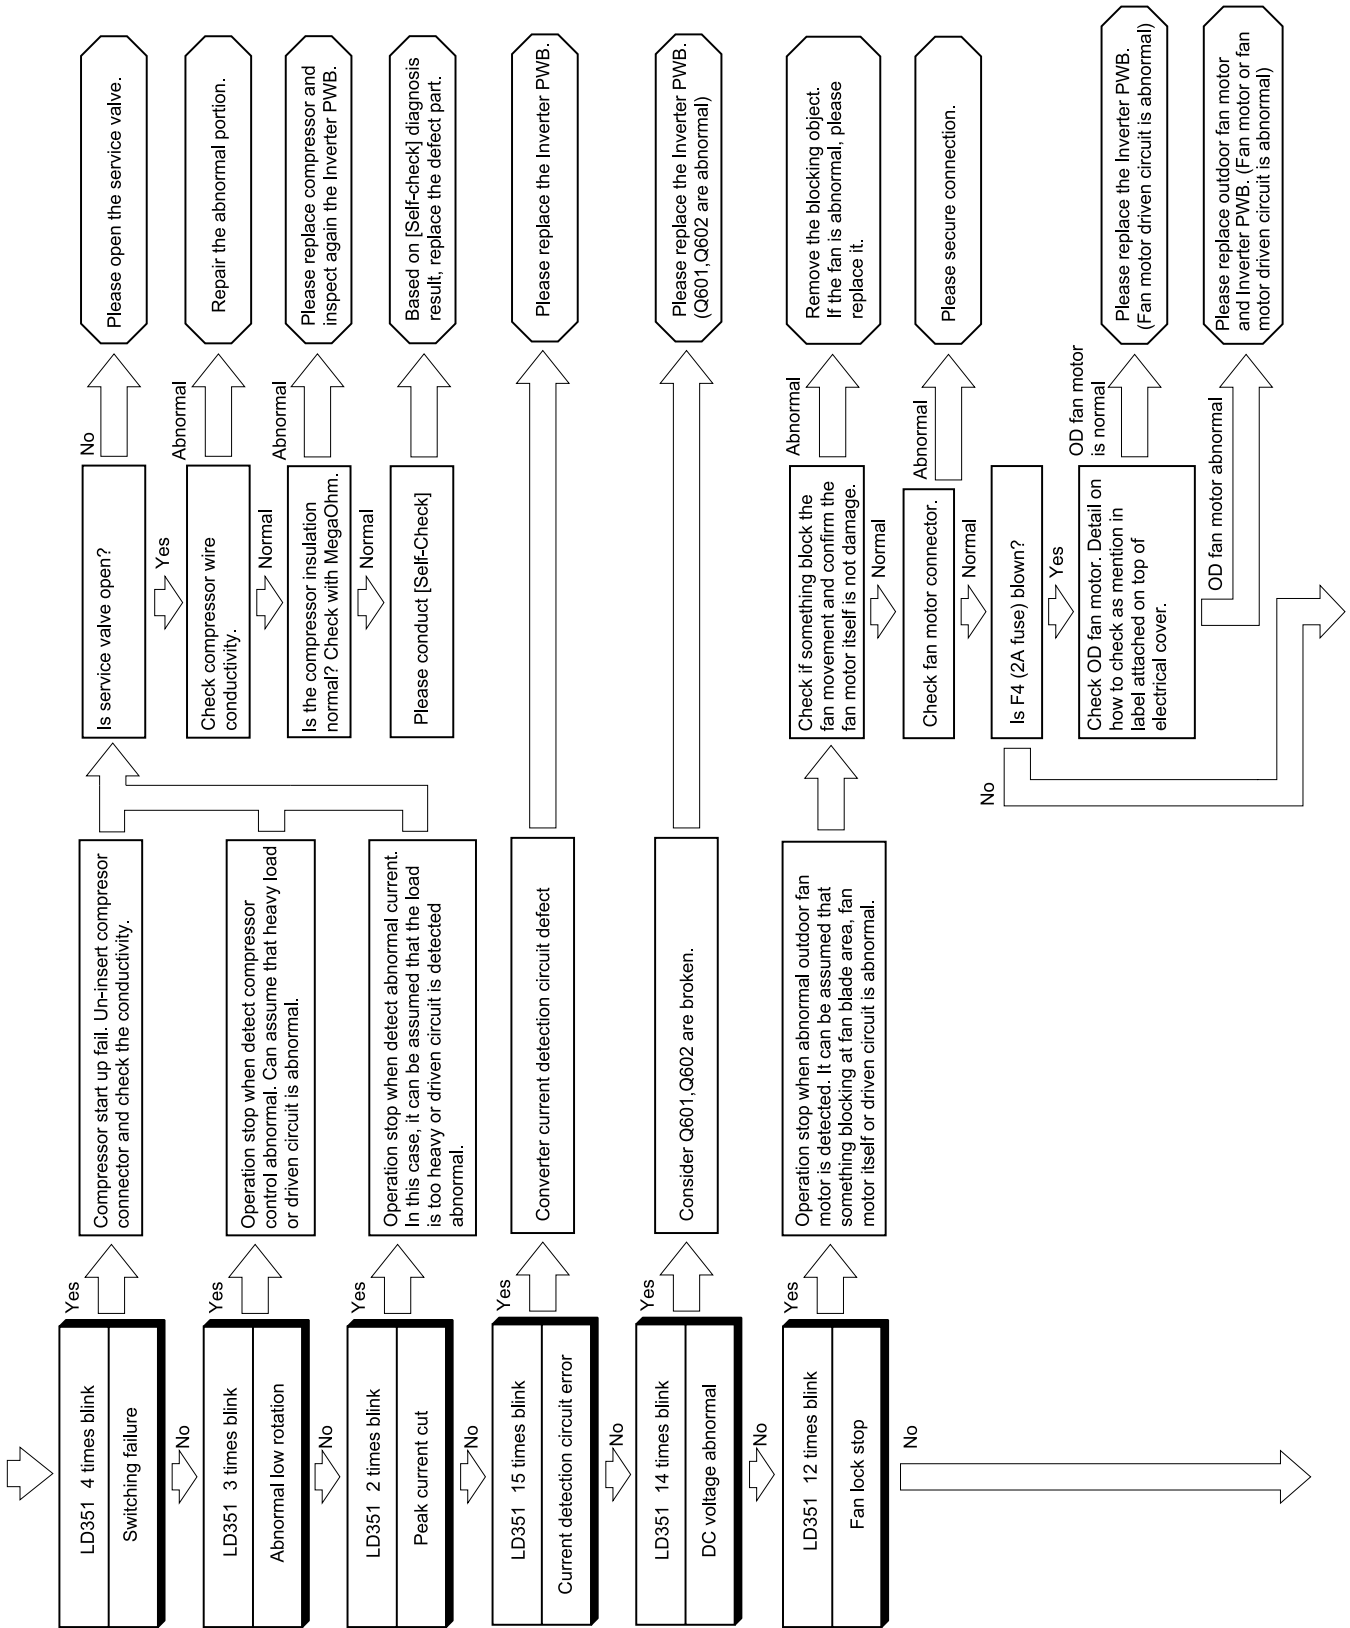 LD351  4 times blink
Switching failure
Yes
Compressor start up fail. Un-insert compresor
connector and check the conductivity.
Is service valve open?
No
Please open the service valve.
Yes
Check compressor wire
conductivity.
Abnormal
Repair the abnormal portion.
Normal
Is the compressor insulation
normal? Check with MegaOhm.
Abnormal
Please replace compressor and
inspect again the Inverter PWB.
Normal
Please conduct [Self-Check]
Based on [Self-check] diagnosis
result, replace the defect part.
No
LD351  3 times blink
Abnormal low rotation
Yes
Operation stop when detect compressor
control abnormal. Can assume that heavy load
or driven circuit is abnormal.
No
LD351  2 times blink
Peak current cut
Yes
Operation stop when detect abnormal current.
In this case, it can be assumed that the load
is too heavy or driven circuit is detected
abnormal.
No
LD351  15 times blink
Current detection circuit error
Yes
Converter current detection circuit defect
Please replace the Inverter PWB.
No
LD351  14 times blink
DC voltage abnormal
Yes
Consider Q601,Q602 are broken.
Please replace the Inverter PWB.
(Q601,Q602 are abnormal)
No
LD351  12 times blink
Fan lock stop
Yes
Operation stop when abnormal outdoor fan
motor is detected. It can be assumed that
something blocking at fan blade area, fan
motor itself or driven circuit is abnormal.
Check if something block the
fan movement and confirm the
fan motor itself is not damage.
Abnormal
Remove the blocking object.
If the fan is abnormal, please
replace it.
Normal
Check fan motor connector.
Abnormal
Please secure connection.
Normal
Is F4 (2A fuse) blown?
No
Yes
Check OD fan motor. Detail on
how to check as mention in
label attached on top of
electrical cover.
OD fan motor
is normal
Please replace the Inverter PWB.
(Fan motor driven circuit is abnormal)
OD fan motor abnormal
Please replace outdoor fan motor
and Inverter PWB. (Fan motor or fan
motor driven circuit is abnormal)
No